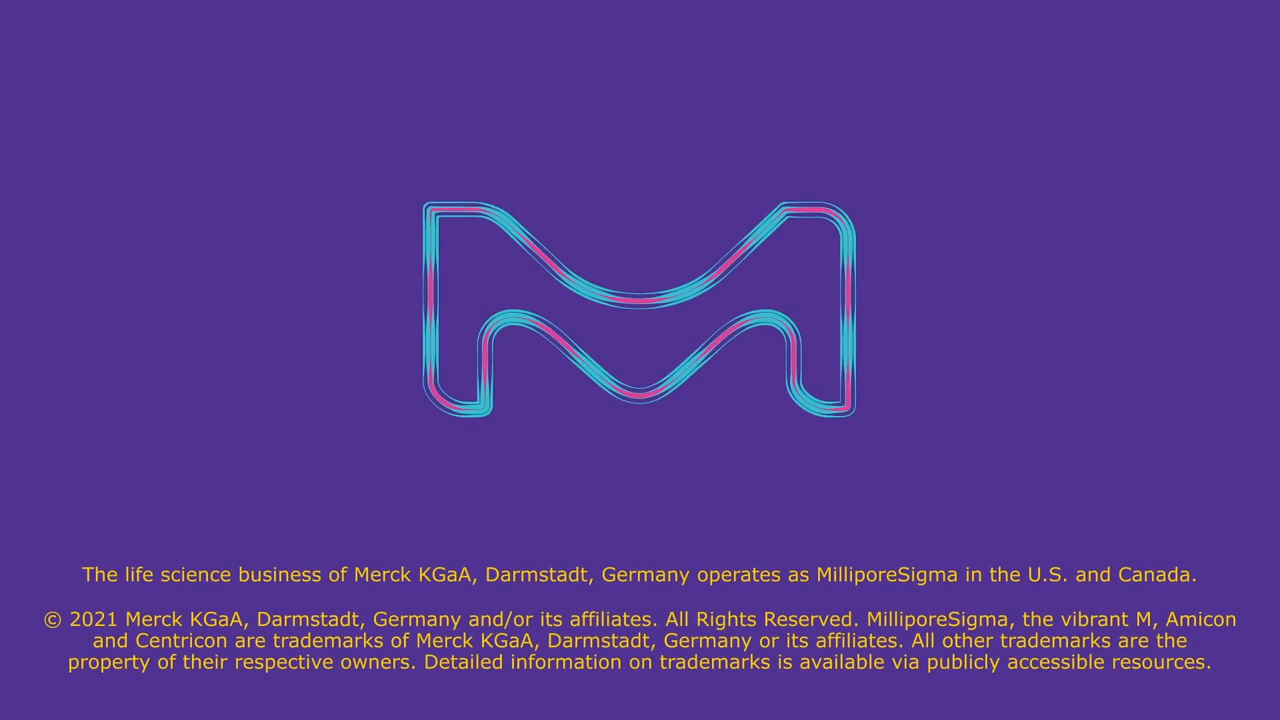 The life science business of Merck KGaA, Darmstadt, Germany operates as MilliporeSigma in the U.S. and Canada.
© 2021 Merck KGaA, Darmstadt, Germany and/or its affiliates. All Rights Reserved. MilliporeSigma, the vibrant M, Amicon
and Centricon are trademarks of Merck KGaA, Darmstadt, Germany or its affiliates. All other trademarks are the
property of their respective owners. Detailed information on trademarks is available via publicly accessible resources.